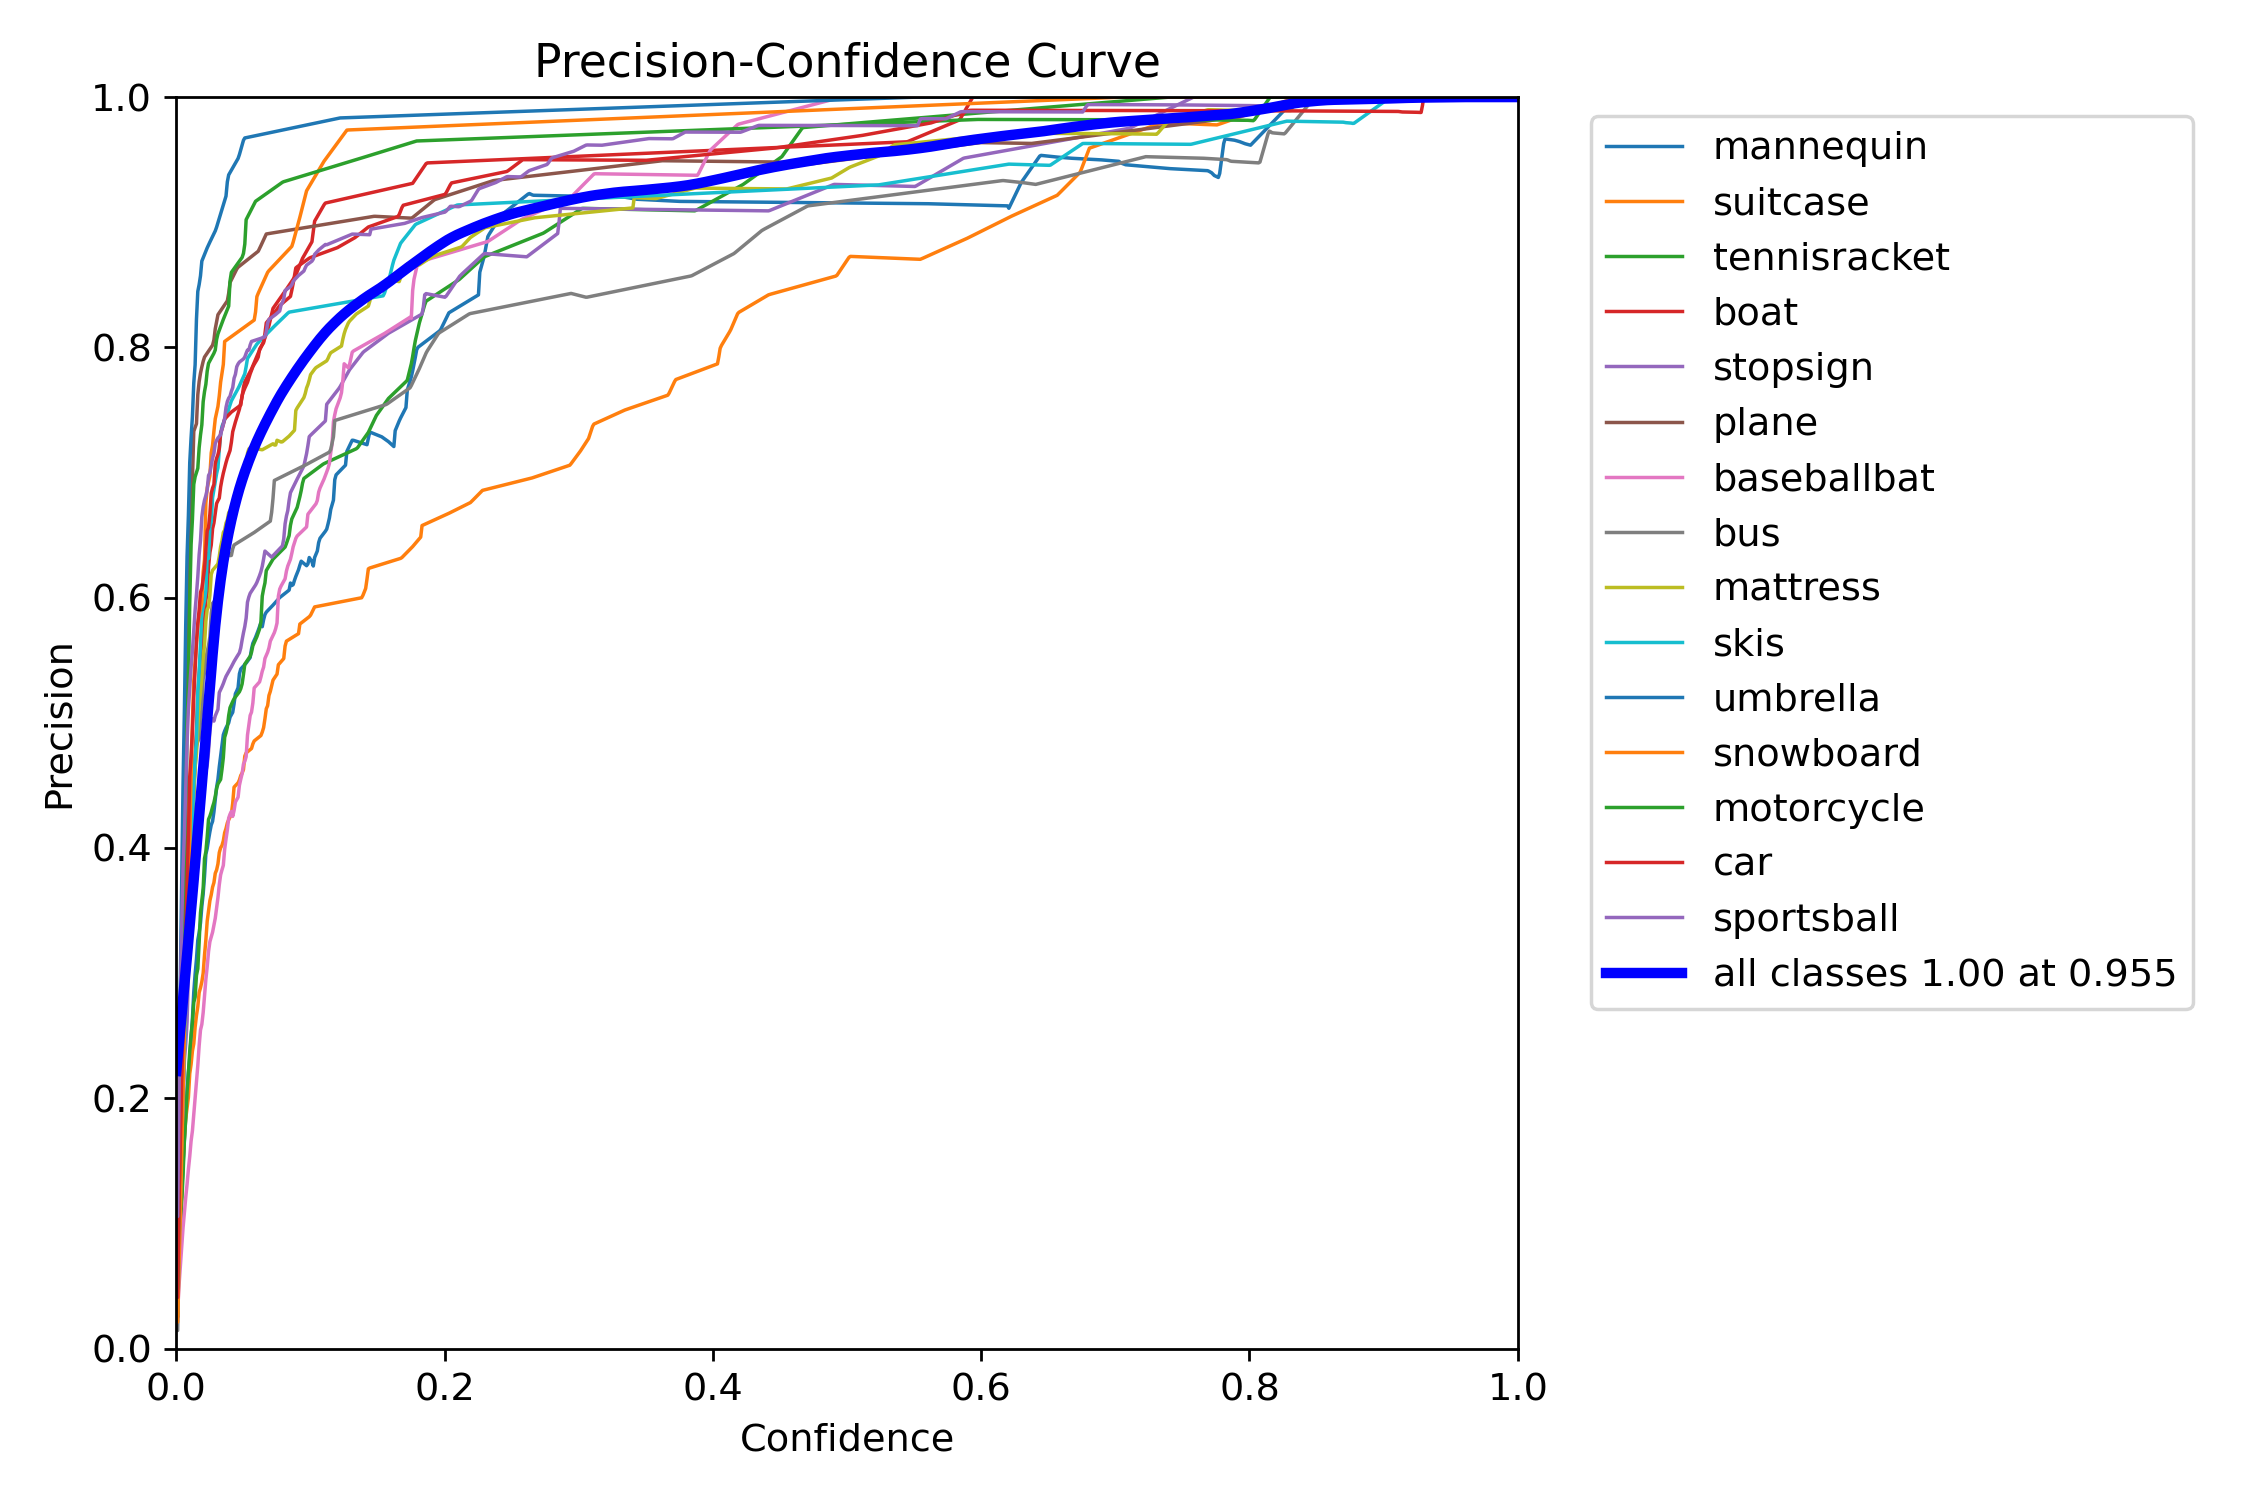 Precision-Confidence Curve
1.0
0.8
0.6
0.4
0.2
0.0
Precision
0.0 0.2 0.4 0.6 0.8 1.0
Confidence
mannequin
suitcase
tennisracket
boat
stopsign
plane
baseballbat
bus
mattress
skis
umbrella
snowboard
motorcycle
car
sportsball
all classes 1.00 at 0.955